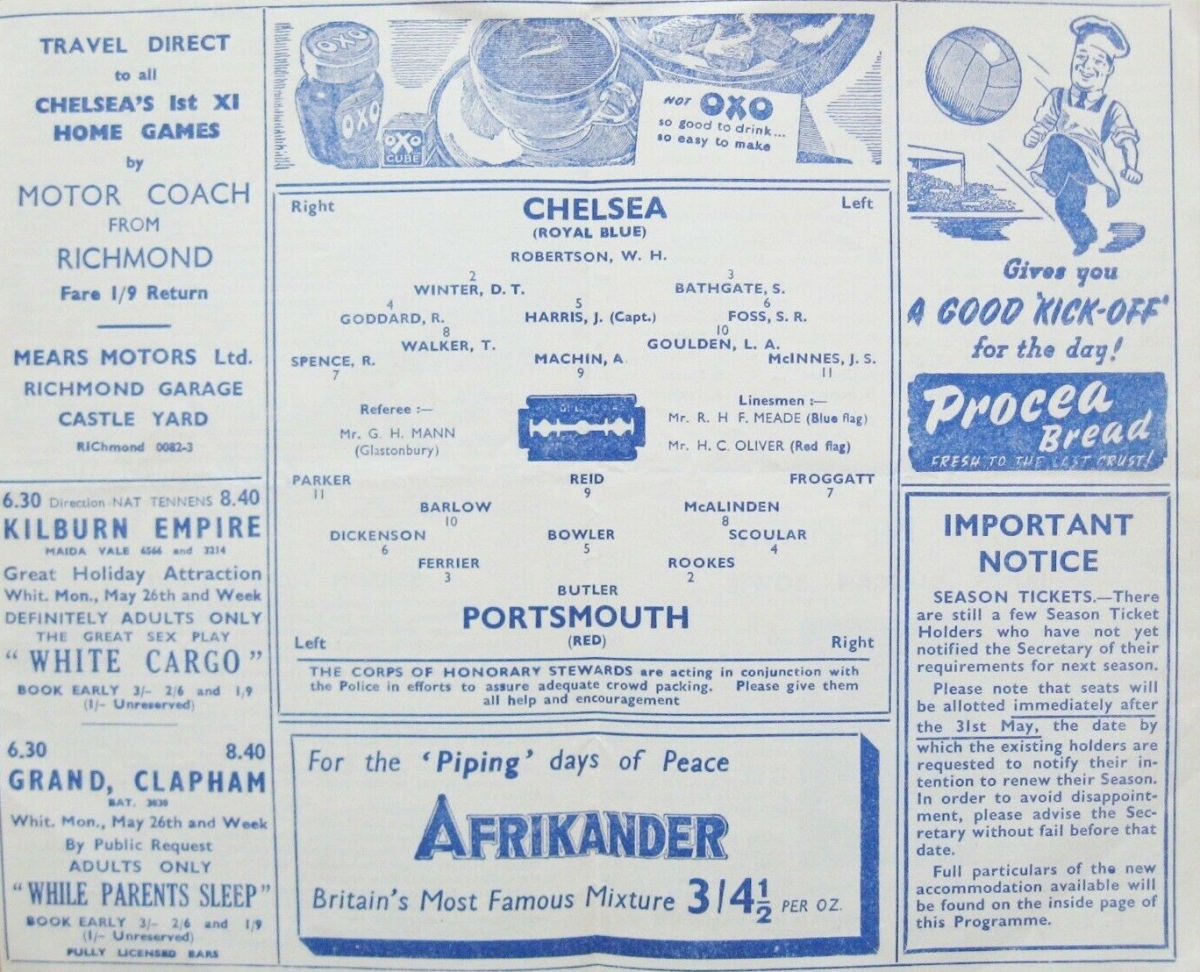 TRAVEL DIRECT
to all
CHELSEA'S 1st XI
HOME GAMES
by
MOTOR COACH
FROM
RICHMOND
Fare 1/9 Return
MEARS MOTORS Ltd.
RICHMOND GARAGE
CASTLE YARD
RIChmond 0082-3
6.30 Direction NAT TENNENS 8.40
KILBURN EMPIRE
MAIDA VALE 6566 and 2214
Great Holiday Attraction
Whit. Mon., May 26th and Week
DEFINITELY ADULTS ONLY
THE GREAT SEX PLAY
"WHITE CARGO"
BOOK EARLY 3/- 2/6 and 1/9
(1/- Unreserved)
6.30 8.40
GRAND, CLAPHAM
BAT. 3030
Whit. Mon., May 26th and Week
By Public Request
ADULTS ONLY
"WHILE PARENTS SLEEP"
BOOK EARLY 3/- 2/6 and 1/9
(1/- Unreserved)
FULLY LICENSED BARS
OXO
OXO
OXO
CUBE
HOT OXO
so good to drink...
so easy to make
Right CHELSEA Left
(ROYAL BLUE)
ROBERTSON, W. H.
2 3
WINTER, D. T. BATHGATE, S.
4 5 6
GODDARD, R. HARRIS, J. (Capt.) FOSS, S. R.
8 10
WALKER, T. GOULDEN, L. A.
SPENCE, R. MACHIN, A McINNES, J. S.
7 9 11
Referee :—
Mr. G. H. MANN
(Glastonbury)
Linesmen :—
Mr. R. H F. MEADE (Blue flag)
Mr. H. C. OLIVER (Red flag)
PARKER REID FROGGATT
11 9 7
BARLOW McALINDEN
10 8
DICKENSON BOWLER SCOULAR
6 5 4
FERRIER ROOKES
3 2
BUTLER
PORTSMOUTH
Left (RED) Right
THE CORPS OF HONORARY STEWARDS are acting in conjunction with
the Police in efforts to assure adequate crowd packing. Please give them
all help and encouragement
For the 'Piping' days of Peace
AFRIKANDER
Britain's Most Famous Mixture 3/4½ PER OZ.
Gives you
A GOOD 'KICK-OFF'
for the day!
Procea
Bread
FRESH TO THE LAST CRUST!
IMPORTANT
NOTICE
SEASON TICKETS.—There
are still a few Season Ticket
Holders who have not yet
notified the Secretary of their
requirements for next season.
Please note that seats will
be allotted immediately after
the 31st May, the date by
which the existing holders are
requested to notify their in-
tention to renew their Season.
In order to avoid disappoint-
ment, please advise the Sec-
retary without fail before that
date.
Full particulars of the new
accommodation available will
be found on the inside page of
this Programme.